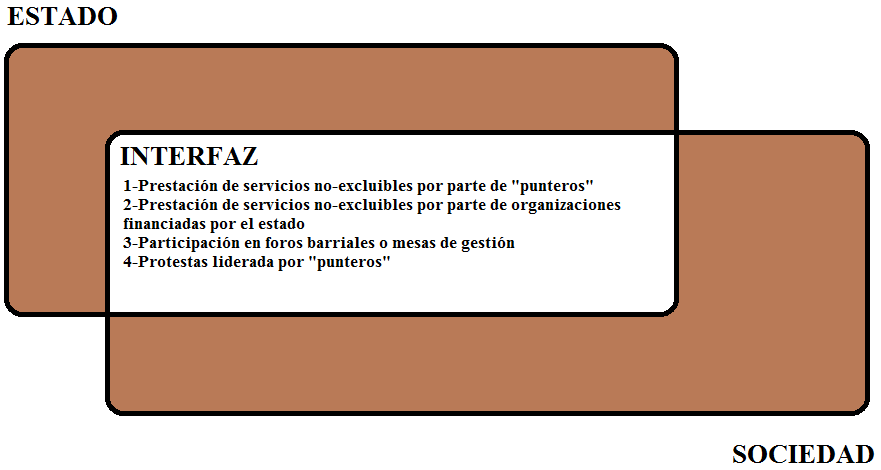 ESTADO
INTERFAZ
1-Prestación de servicios no-excluibles por parte de "punteros"
2-Prestación de servicios no-excluibles por parte de organizaciones
financiadas por el estado
3-Participación en foros barriales o mesas de gestión
4-Protestas liderada por "punteros"
SOCIEDAD